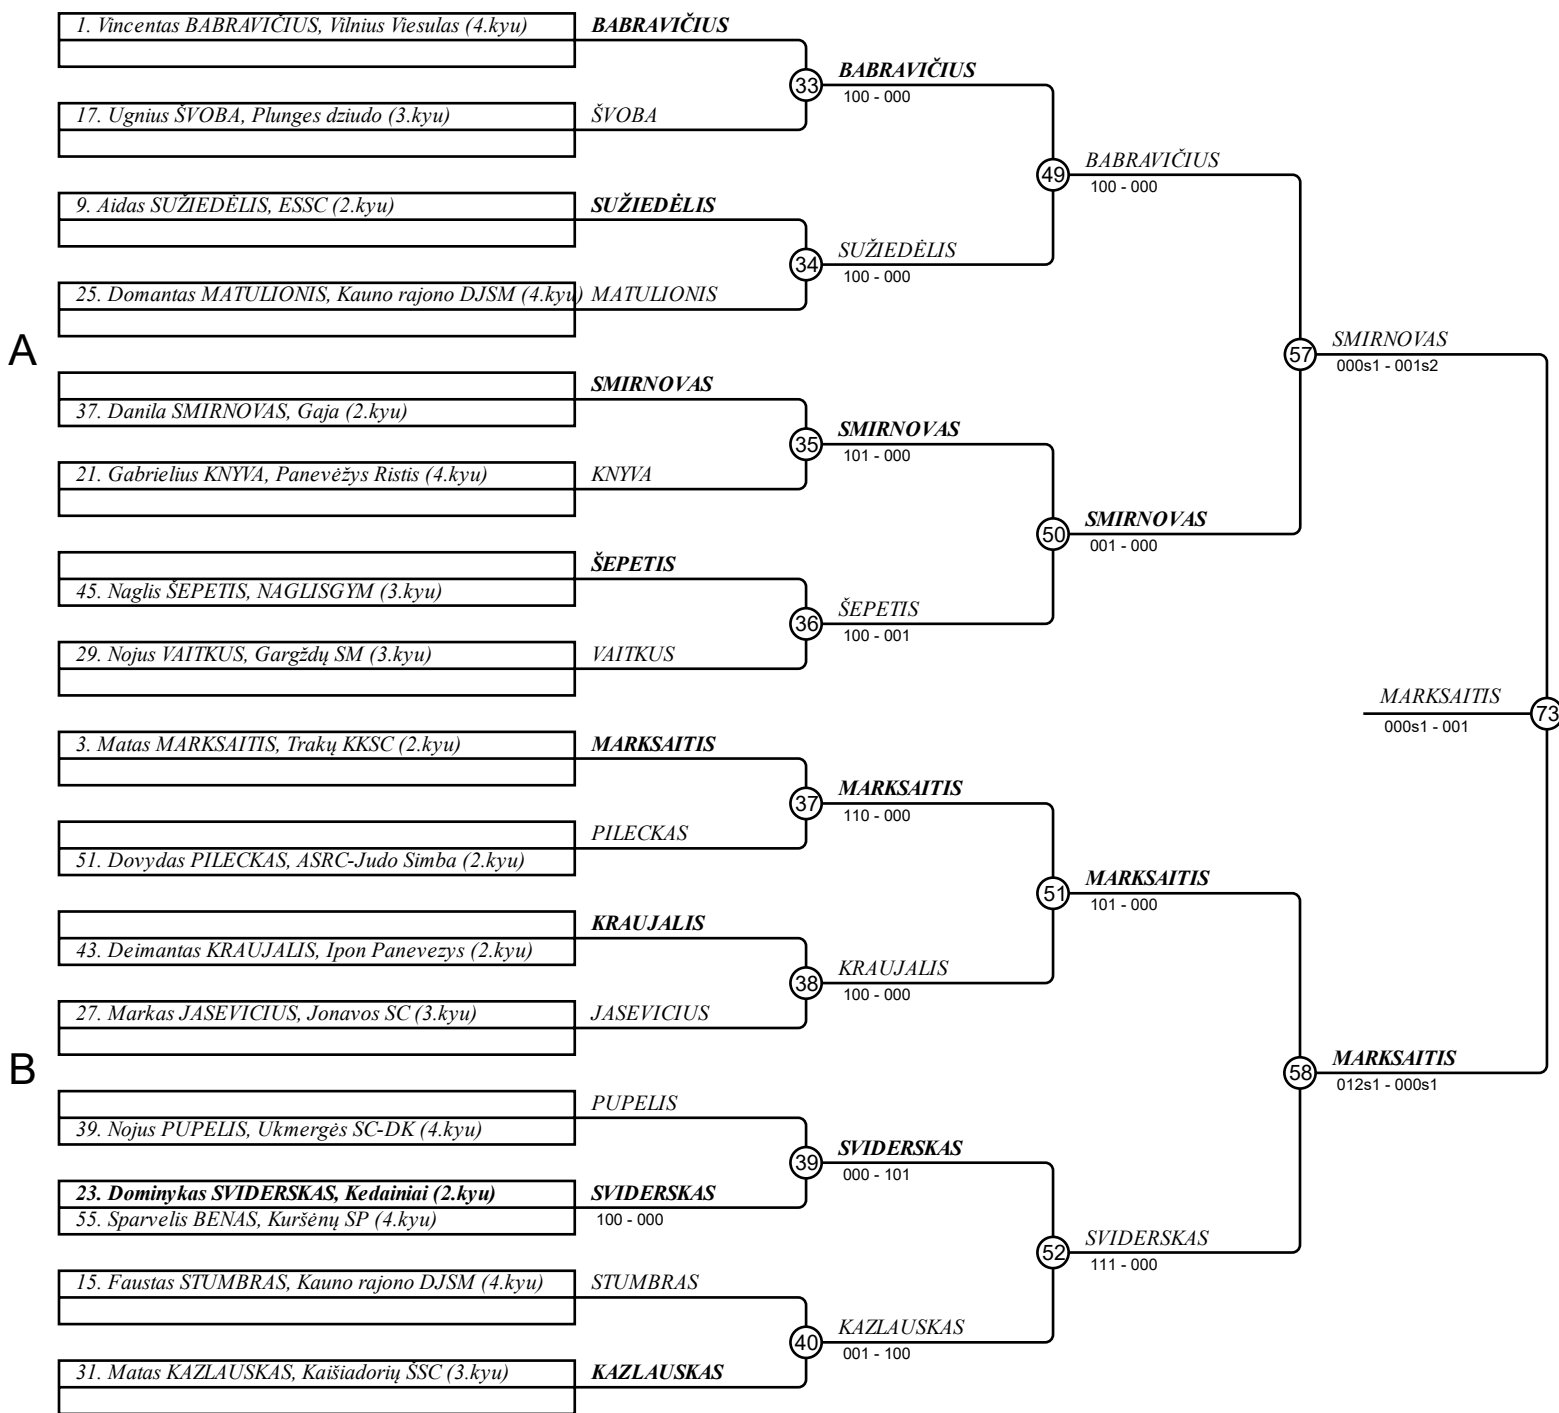 1. Vincentas BABRAVIČIUS, Vilnius Viesulas (4.kyu)
BABRAVIČIUS
33
BABRAVIČIUS
100 - 000
17. Ugnius ŠVOBA, Plunges dziudo (3.kyu)
ŠVOBA
49
BABRAVIČIUS
100 - 000
9. Aidas SUŽIEDĖLIS, ESSC (2.kyu)
SUŽIEDĖLIS
34
SUŽIEDĖLIS
100 - 000
25. Domantas MATULIONIS, Kauno rajono DJSM (4.kyu)
MATULIONIS
A
57
SMIRNOVAS
000s1 - 001s2
SMIRNOVAS
37. Danila SMIRNOVAS, Gaja (2.kyu)
35
SMIRNOVAS
101 - 000
21. Gabrielius KNYVA, Panevėžys Ristis (4.kyu)
KNYVA
50
SMIRNOVAS
001 - 000
ŠEPETIS
45. Naglis ŠEPETIS, NAGLISGYM (3.kyu)
36
ŠEPETIS
100 - 001
29. Nojus VAITKUS, Gargždų SM (3.kyu)
VAITKUS
MARKSAITIS
000s1 - 001
73
3. Matas MARKSAITIS, Trakų KKSC (2.kyu)
MARKSAITIS
37
MARKSAITIS
110 - 000
PILECKAS
51. Dovydas PILECKAS, ASRC-Judo Simba (2.kyu)
51
MARKSAITIS
101 - 000
KRAUJALIS
43. Deimantas KRAUJALIS, Ipon Panevezys (2.kyu)
38
KRAUJALIS
100 - 000
27. Markas JASEVICIUS, Jonavos SC (3.kyu)
JASEVICIUS
B
58
MARKSAITIS
012s1 - 000s1
PUPELIS
39. Nojus PUPELIS, Ukmergės SC-DK (4.kyu)
39
SVIDERSKAS
000 - 101
23. Dominykas SVIDERSKAS, Kedainiai (2.kyu)
SVIDERSKAS
55. Sparvelis BENAS, Kuršėnų SP (4.kyu)
100 - 000
52
SVIDERSKAS
111 - 000
15. Faustas STUMBRAS, Kauno rajono DJSM (4.kyu)
STUMBRAS
40
KAZLAUSKAS
001 - 100
31. Matas KAZLAUSKAS, Kaišiadorių ŠSC (3.kyu)
KAZLAUSKAS